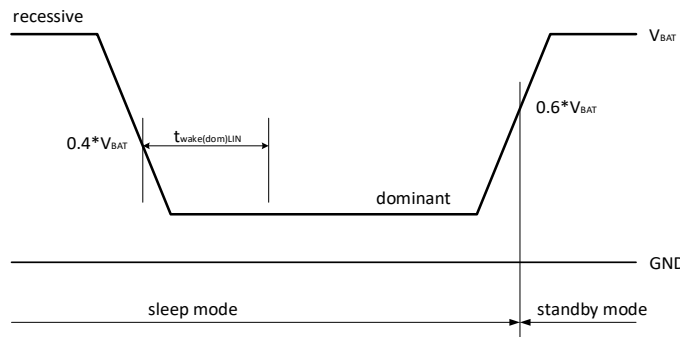 recessive
VBAT
0.4*VBAT
twake(dom)LIN
0.6*VBAT
dominant
GND
sleep mode
standby mode